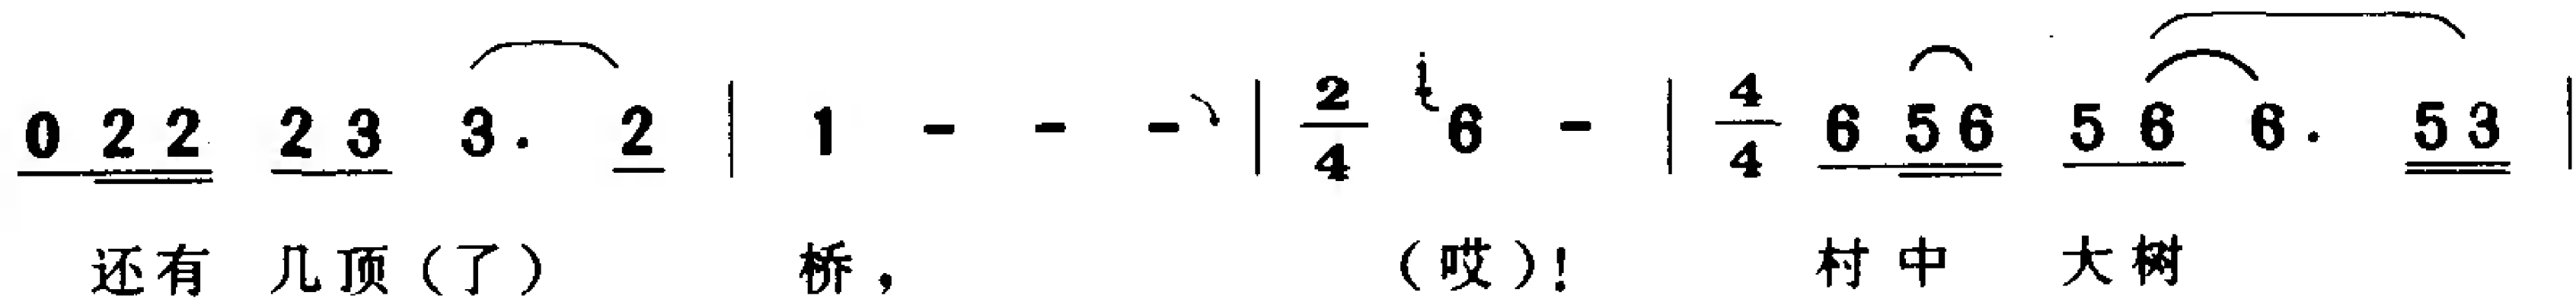 0 2 2 2 3 3 . 2 | 1 - - - | 2/4 i 6 - | 4/4 6 5 6 5 6 6 . 5 3 |
还有 几顶（了） 桥， （哎）！ 村中 大树